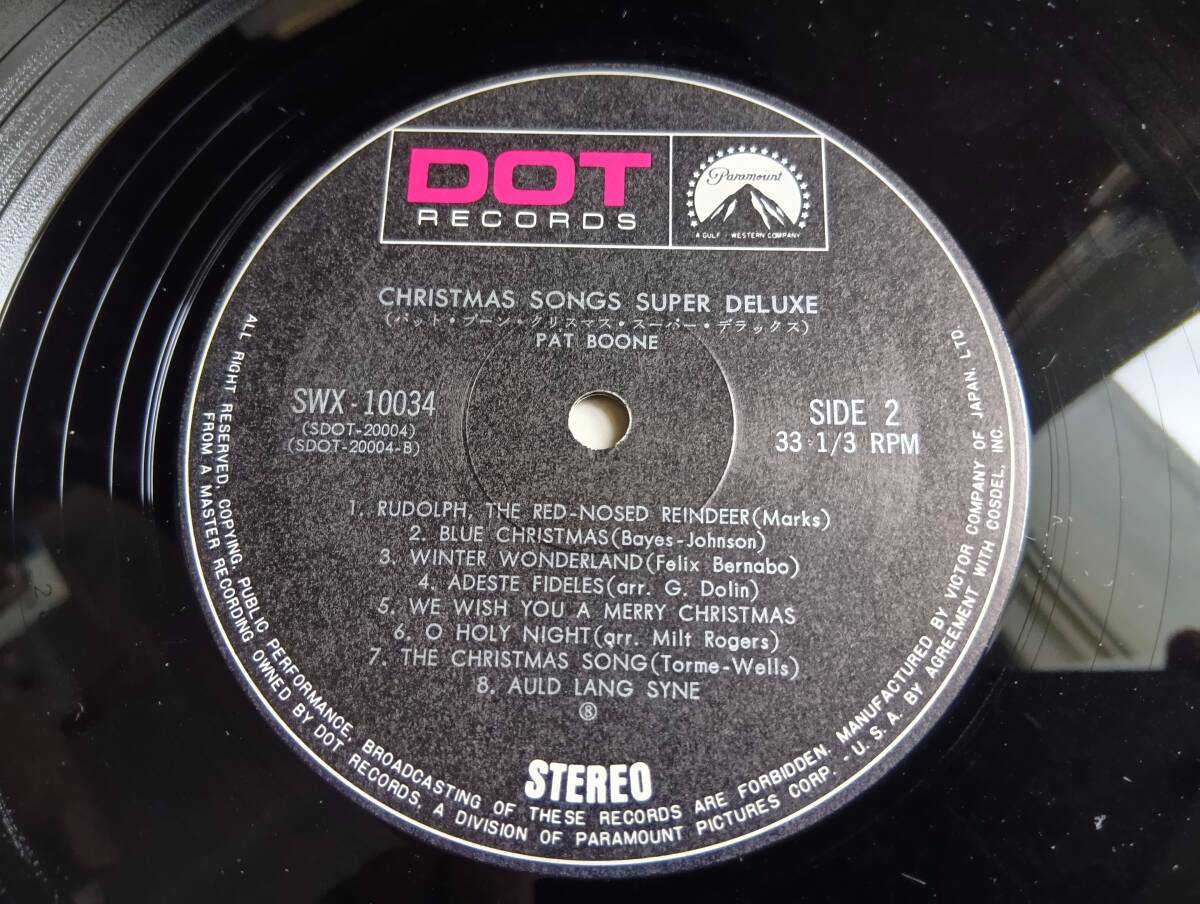 DOT
RECORDS
Paramount
A GULF + WESTERN COMPANY
CHRISTMAS SONGS SUPER DELUXE
(パット・ブーン・クリスマス・スーパー・デラックス)
PAT BOONE
SWX-10034
(SDOT-20004)
(SDOT-20004-B)
SIDE 2
33 1/3 RPM
1. RUDOLPH, THE RED-NOSED REINDEER(Marks)
2. BLUE CHRISTMAS(Bayes-Johnson)
3. WINTER WONDERLAND(Felix Bernabo)
4. ADESTE FIDELES(arr. G. Dolin)
5. WE WISH YOU A MERRY CHRISTMAS
6. O HOLY NIGHT(arr. Milt Rogers)
7. THE CHRISTMAS SONG(Torme-Wells)
8. AULD LANG SYNE
⑧
STEREO
ALL RIGHT RESERVED, COPYING, PUBLIC PERFORMANCE, BROADCASTING OF THESE RECORDS ARE FORBIDDEN. MANUFACTURED BY VICTOR COMPANY OF JAPAN, LTD.
FROM A MASTER RECORDING OWNED BY DOT RECORDS, A DIVISION OF PARAMOUNT PICTURES CORP. - U. S. A. BY AGREEMENT WITH COSDEL, INC.